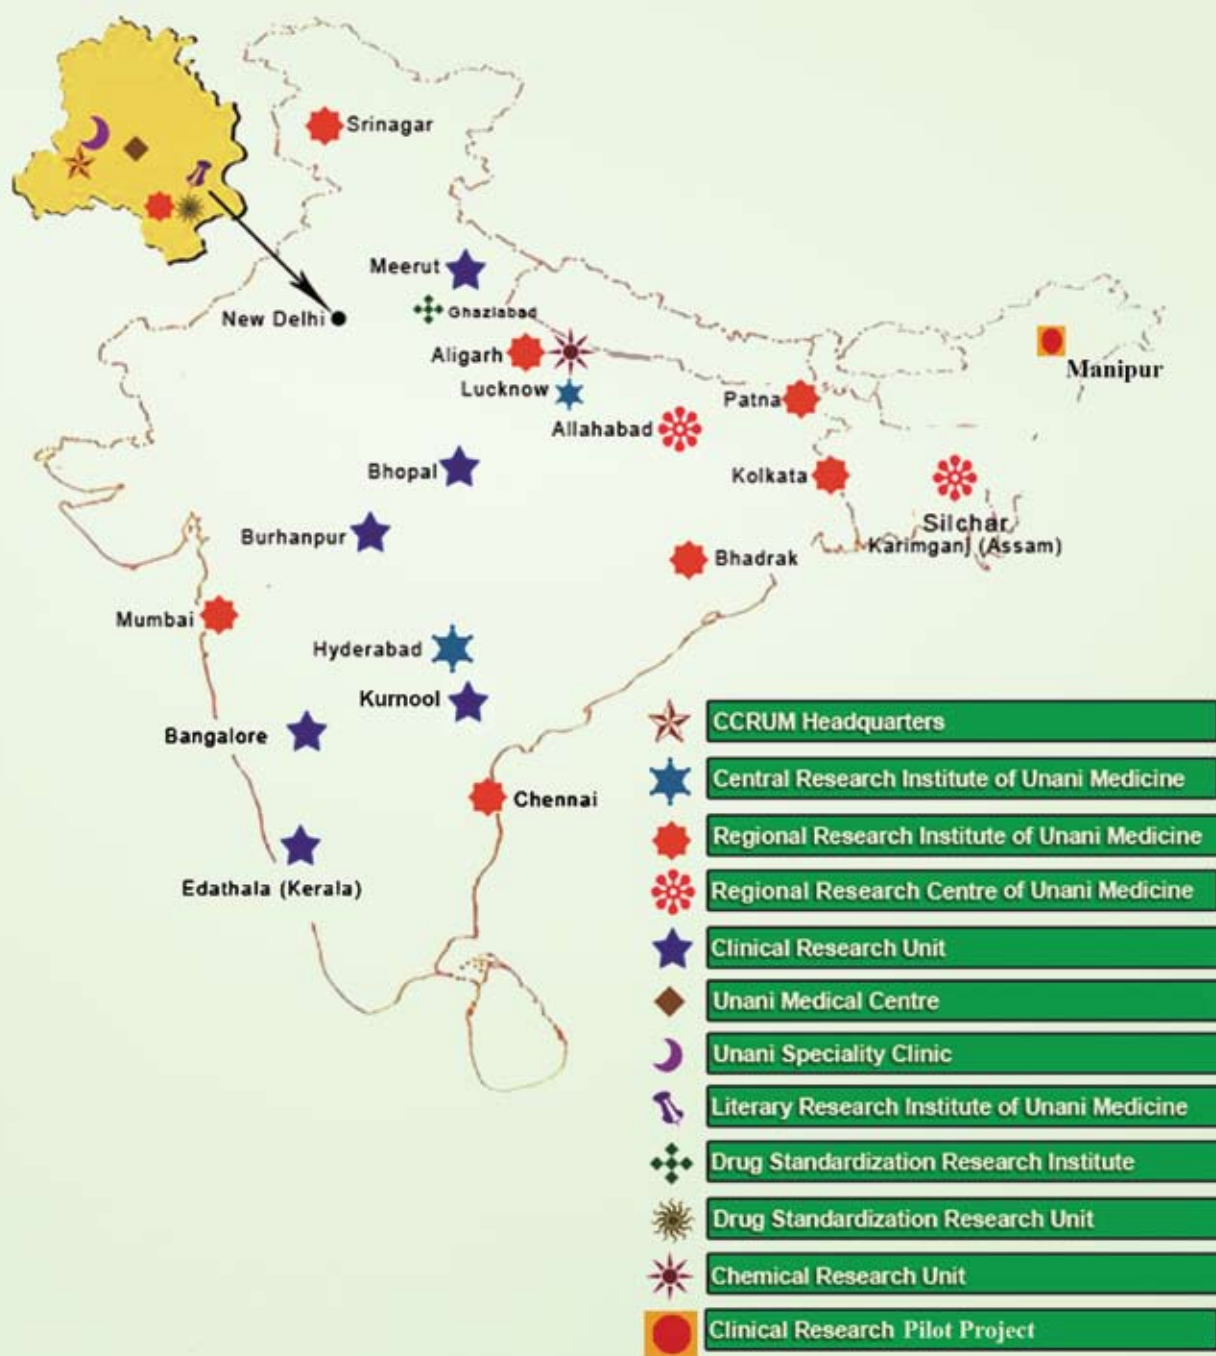 Srinagar
Meerut
Ghaziabad
New Delhi
Aligarh
Lucknow
Manipur
Patna
Allahabad
Bhopal
Kolkata
Silchar
Karimganj (Assam)
Burhanpur
Bhadrak
Mumbai
Hyderabad
Kurnool
Bangalore
Chennai
Edathala (Kerala)
CCRUM Headquarters
Central Research Institute of Unani Medicine
Regional Research Institute of Unani Medicine
Regional Research Centre of Unani Medicine
Clinical Research Unit
Unani Medical Centre
Unani Speciality Clinic
Literary Research Institute of Unani Medicine
Drug Standardization Research Institute
Drug Standardization Research Unit
Chemical Research Unit
Clinical Research Pilot Project